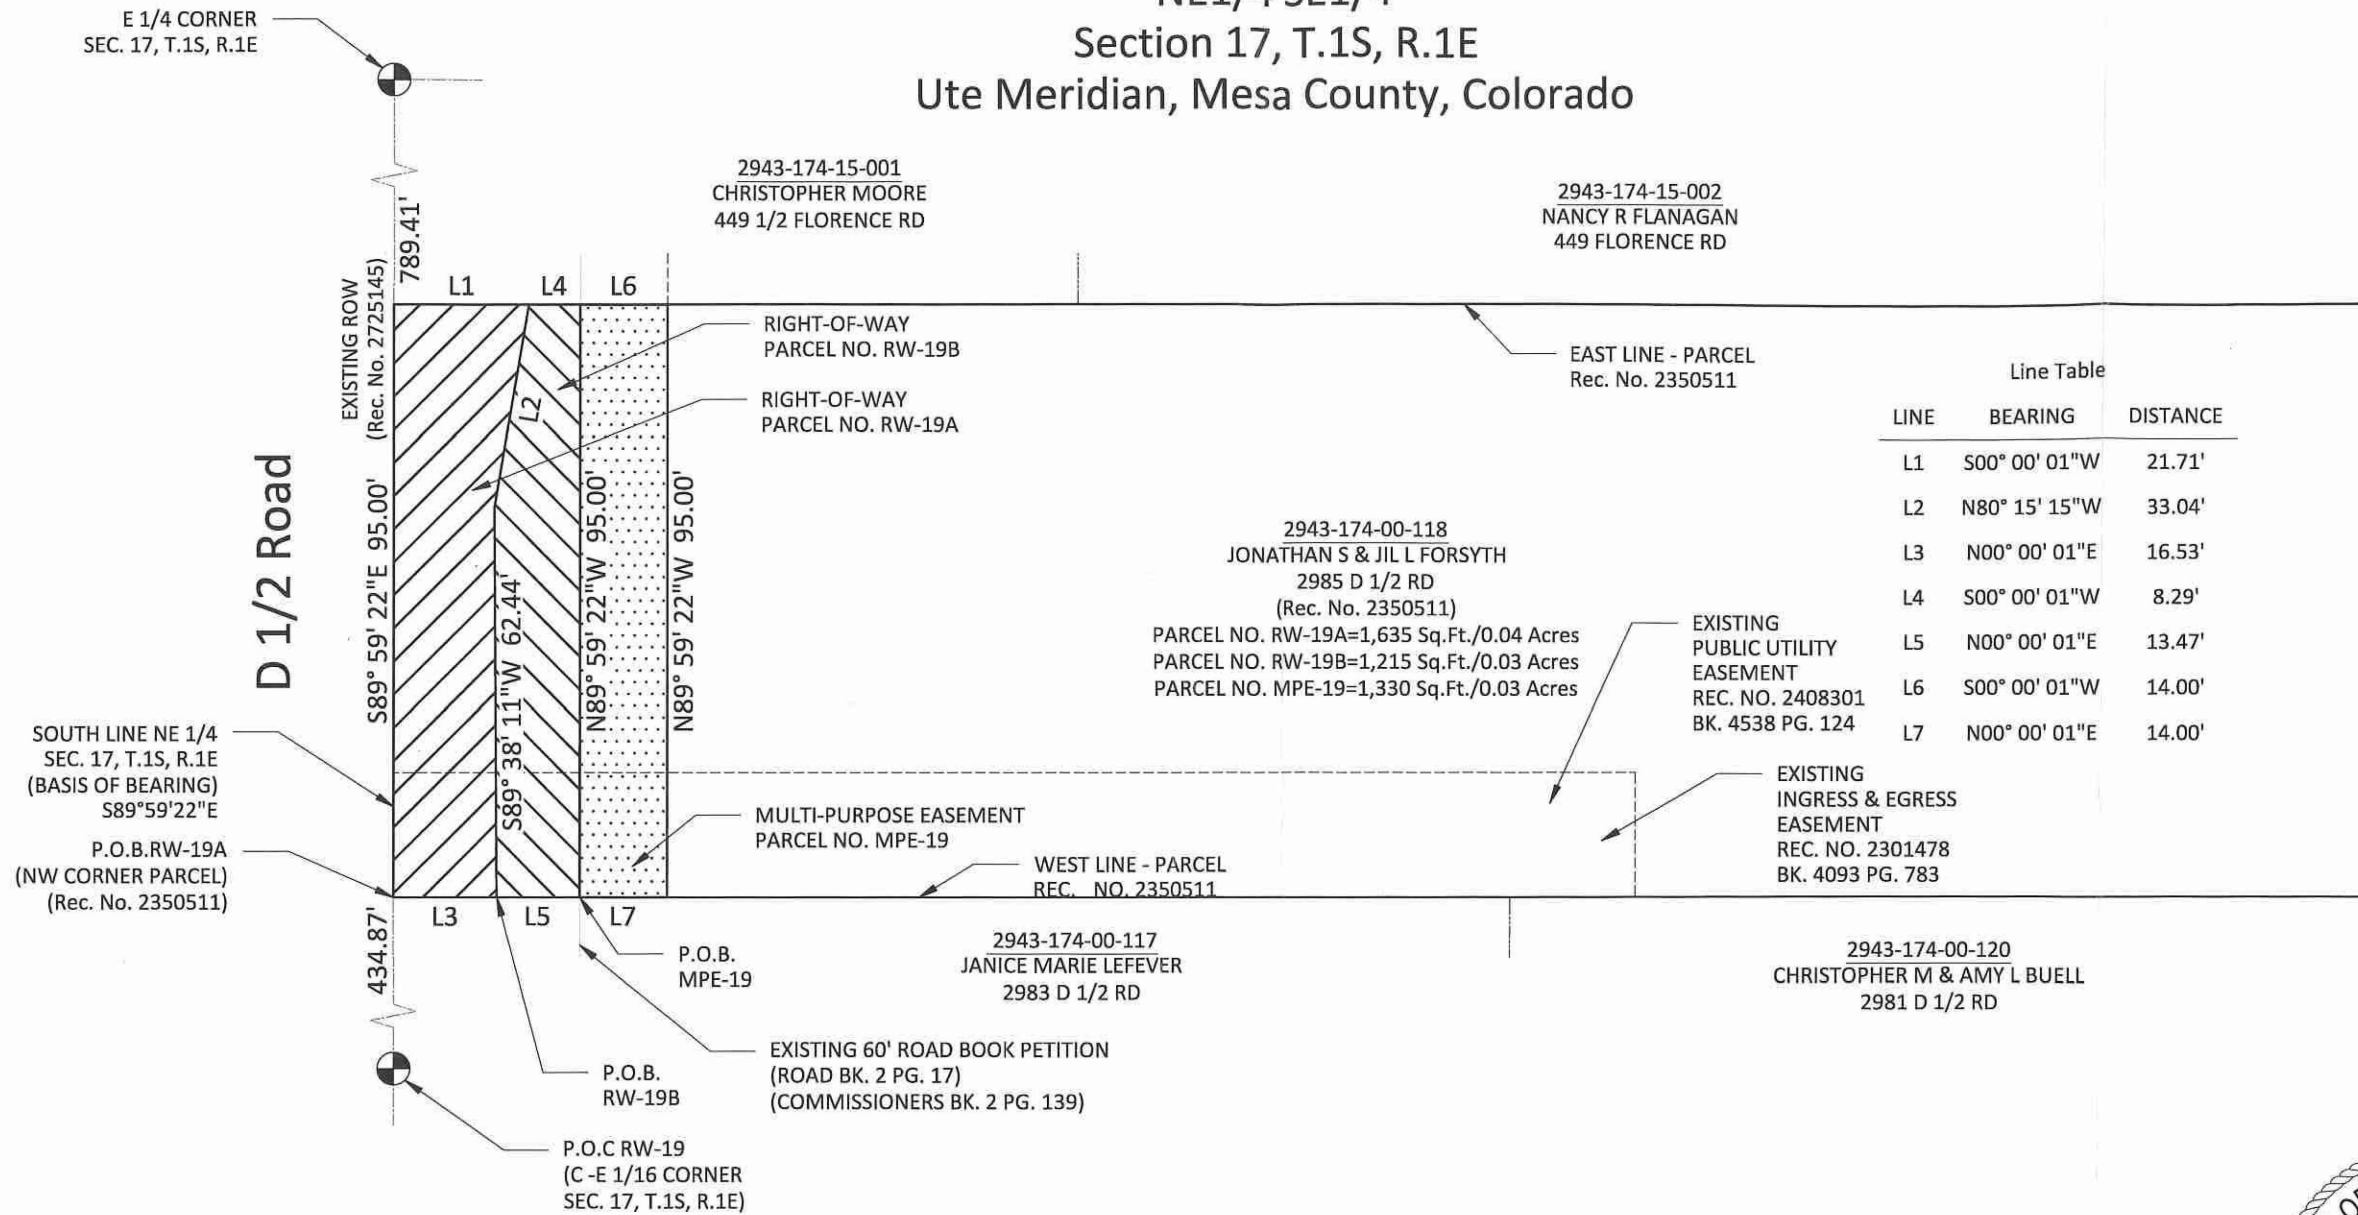 Section 17, T.1S, R.1E
Ute Meridian, Mesa County, Colorado
E 1/4 CORNER
SEC. 17, T.1S, R.1E
2943-174-15-001
CHRISTOPHER MOORE
449 1/2 FLORENCE RD
2943-174-15-002
NANCY R FLANAGAN
449 FLORENCE RD
789.41'
EXISTING ROW
(Rec. No. 2725145)
L1
L4
L6
RIGHT-OF-WAY
PARCEL NO. RW-19B
RIGHT-OF-WAY
PARCEL NO. RW-19A
EAST LINE - PARCEL
Rec. No. 2350511
L2
D 1/2 Road
S89° 59' 22"E 95.00'
S89° 38' 11"W 62.44'
N89° 59' 22"W 95.00'
N89° 59' 22"W 95.00'
Line Table
LINE BEARING DISTANCE
L1 S00° 00' 01"W 21.71'
L2 N80° 15' 15"W 33.04'
L3 N00° 00' 01"E 16.53'
L4 S00° 00' 01"W 8.29'
L5 N00° 00' 01"E 13.47'
L6 S00° 00' 01"W 14.00'
L7 N00° 00' 01"E 14.00'
2943-174-00-118
JONATHAN S & JIL L FORSYTH
2985 D 1/2 RD
(Rec. No. 2350511)
PARCEL NO. RW-19A=1,635 Sq.Ft./0.04 Acres
PARCEL NO. RW-19B=1,215 Sq.Ft./0.03 Acres
PARCEL NO. MPE-19=1,330 Sq.Ft./0.03 Acres
EXISTING
PUBLIC UTILITY
EASEMENT
REC. NO. 2408301
BK. 4538 PG. 124
EXISTING
INGRESS & EGRESS
EASEMENT
REC. NO. 2301478
BK. 4093 PG. 783
SOUTH LINE NE 1/4
SEC. 17, T.1S, R.1E
(BASIS OF BEARING)
S89°59'22"E
P.O.B.RW-19A
(NW CORNER PARCEL)
(Rec. No. 2350511)
MULTI-PURPOSE EASEMENT
PARCEL NO. MPE-19
WEST LINE - PARCEL
REC. NO. 2350511
L3
L5
L7
434.87'
P.O.B.
MPE-19
2943-174-00-117
JANICE MARIE LEFEVER
2983 D 1/2 RD
2943-174-00-120
CHRISTOPHER M & AMY L BUELL
2981 D 1/2 RD
EXISTING 60' ROAD BOOK PETITION
(ROAD BK. 2 PG. 17)
(COMMISSIONERS BK. 2 PG. 139)
P.O.B.
RW-19B
P.O.C RW-19
(C -E 1/16 CORNER
SEC. 17, T.1S, R.1E)